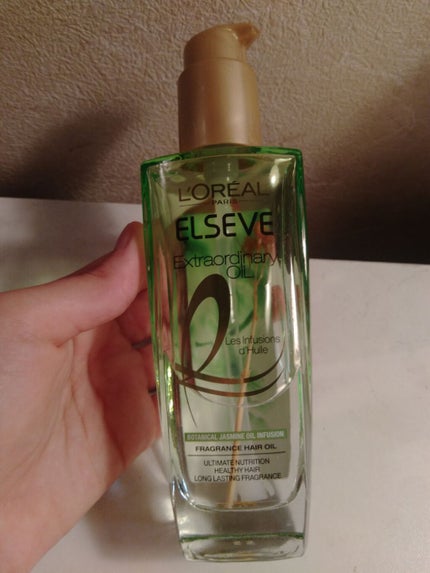 L'ORÉAL
PARIS
ELSEVE
Extraordinary
OIL
Les Infusions
d'Huile
BOTANICAL JASMINE OIL INFUSION
FRAGRANCE HAIR OIL
ULTIMATE NUTRITION
HEALTHY HAIR
LONG LASTING FRAGRANCE